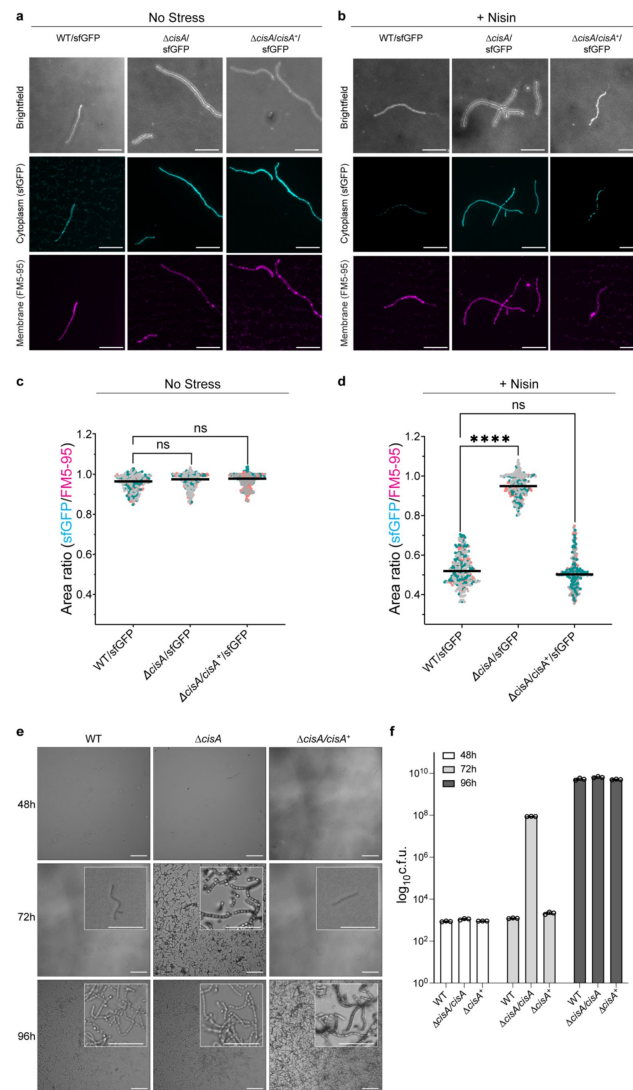 a
No Stress
WT/sfGFP
ΔcisA/
sfGFP
ΔcisA/cisA⁺/
sfGFP
Brightfield
Cytoplasm (sfGFP)
Membrane (FM5-95)
b
+ Nisin
WT/sfGFP
ΔcisA/
sfGFP
ΔcisA/cisA⁺/
sfGFP
Brightfield
Cytoplasm (sfGFP)
Membrane (FM5-95)
c
No Stress
ns
ns
Area ratio (sfGFP/FM5-95)
1.2
1.0
0.8
0.6
0.4
WT/sfGFP
ΔcisA/sfGFP
ΔcisA/cisA⁺/sfGFP
d
+ Nisin
ns
****
Area ratio (sfGFP/FM5-95)
1.2
1.0
0.8
0.6
0.4
WT/sfGFP
ΔcisA/sfGFP
ΔcisA/cisA⁺/sfGFP
e
WT
ΔcisA
ΔcisA/cisA⁺
48h
72h
96h
f
48h
72h
96h
log₁₀c.f.u.
10¹⁰
10⁸
10⁶
10⁴
10²
10⁰
WT
ΔcisA/cisA
ΔcisA⁺
WT
ΔcisA/cisA
ΔcisA⁺
WT
ΔcisA/cisA
ΔcisA⁺